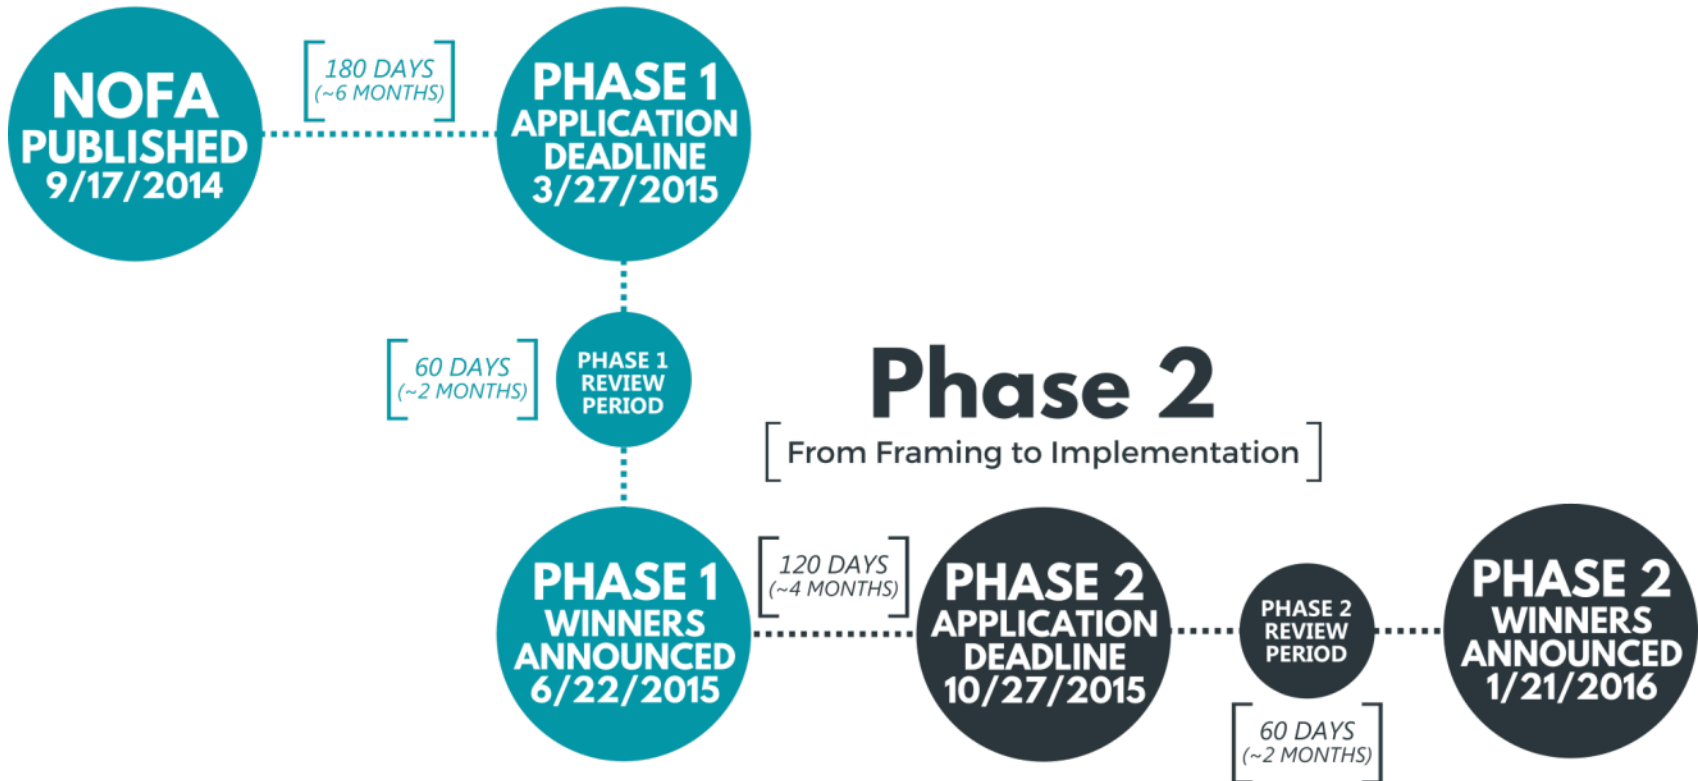 NOFA
PUBLISHED
9/17/2014
180 DAYS
(~6 MONTHS)
PHASE 1
APPLICATION
DEADLINE
3/27/2015
60 DAYS
(~2 MONTHS)
PHASE 1
REVIEW
PERIOD
Phase 2
From Framing to Implementation
PHASE 1
WINNERS
ANNOUNCED
6/22/2015
120 DAYS
(~4 MONTHS)
PHASE 2
APPLICATION
DEADLINE
10/27/2015
PHASE 2
REVIEW
PERIOD
60 DAYS
(~2 MONTHS)
PHASE 2
WINNERS
ANNOUNCED
1/21/2016